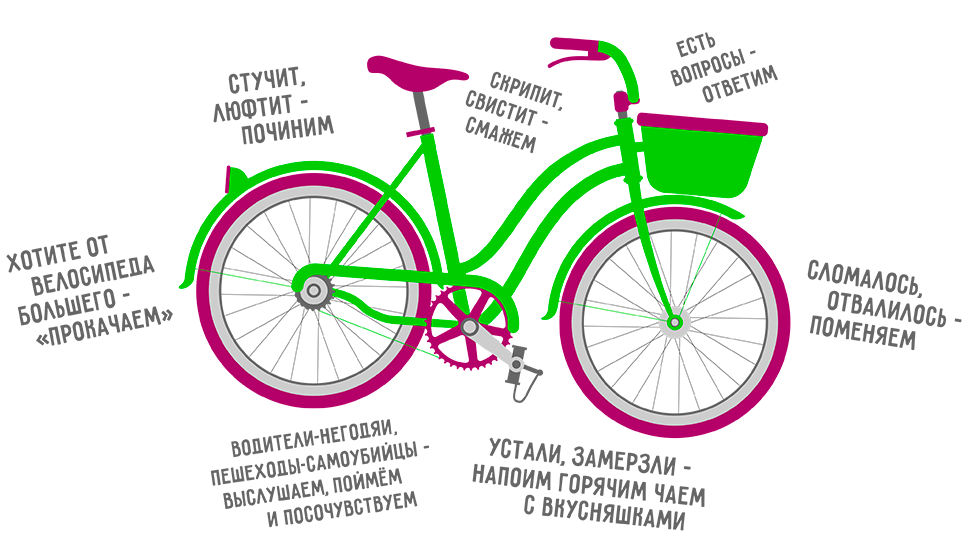 СТУЧИТ,
ЛЮФТИТ -
ПОЧИНИМ
СКРИПИТ,
СВИСТИТ -
СМАЖЕМ
ЕСТЬ
ВОПРОСЫ -
ОТВЕТИМ
ХОТИТЕ ОТ
ВЕЛОСИПЕДА
БОЛЬШЕГО -
«ПРОКАЧАЕМ»
СЛОМАЛОСЬ,
ОТВАЛИЛОСЬ -
ПОМЕНЯЕМ
ВОДИТЕЛИ-НЕГОДЯИ,
ПЕШЕХОДЫ-САМОУБИЙЦЫ -
ВЫСЛУШАЕМ, ПОЙМЁМ
И ПОСОЧУВСТВУЕМ
УСТАЛИ, ЗАМЕРЗЛИ -
НАПОИМ ГОРЯЧИМ ЧАЕМ
С ВКУСНЯШКАМИ